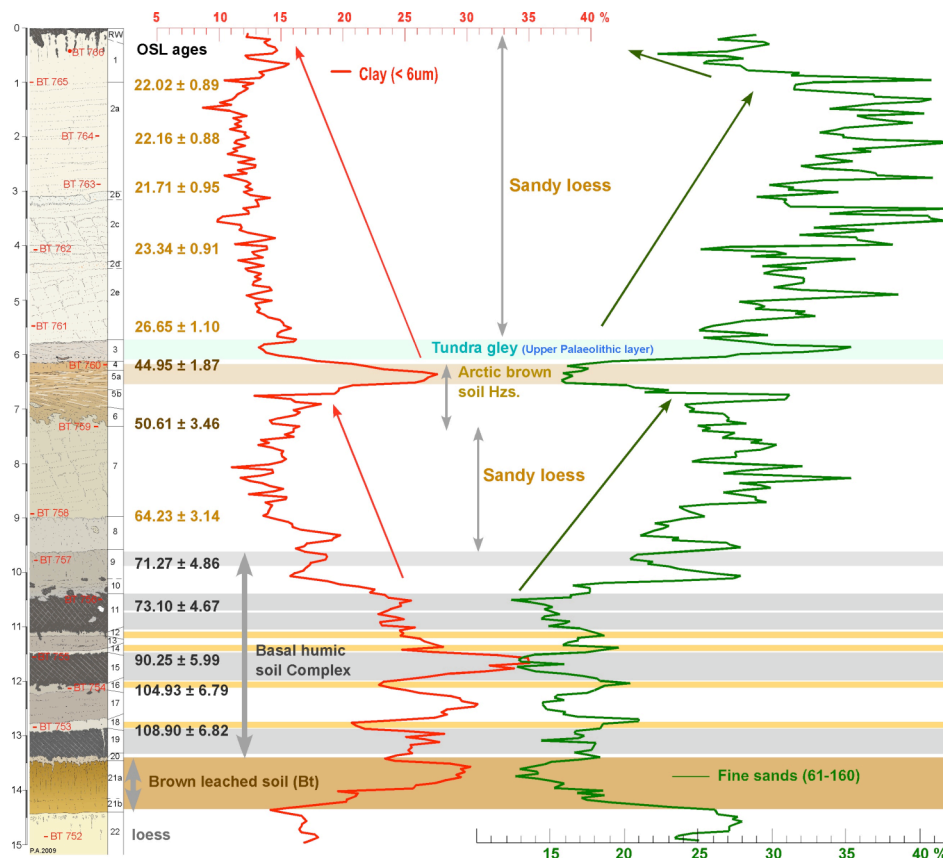 5 10 15 20 25 30 35 40 %
0
RW
OSL ages
BT 766
1
Clay (< 6um)
1
BT 765
22.02 ± 0.89
2a
2
BT 764
22.16 ± 0.88
3
BT 763
21.71 ± 0.95
Sandy loess
2b
2c
4
BT 762
23.34 ± 0.91
2d
2e
5
BT 761
26.65 ± 1.10
3
Tundra gley (Upper Palaeolithic layer)
6
BT 760
4
44.95 ± 1.87
Arctic brown
soil Hzs.
5a
5b
7
6
50.61 ± 3.46
8
7
Sandy loess
9
BT 758
64.23 ± 3.14
8
10
BT 757
9
71.27 ± 4.86
10
11
73.10 ± 4.67
11
12
13
14
15
90.25 ± 5.99
Basal humic
soil Complex
12
BT 754
16
104.93 ± 6.79
17
13
BT 753
18
108.90 ± 6.82
19
20
14
21a
Brown leached soil (Bt)
Fine sands (61-160)
21b
15
BT 752
22
loess
P.A.2009
10 15 20 25 30 35 40 %